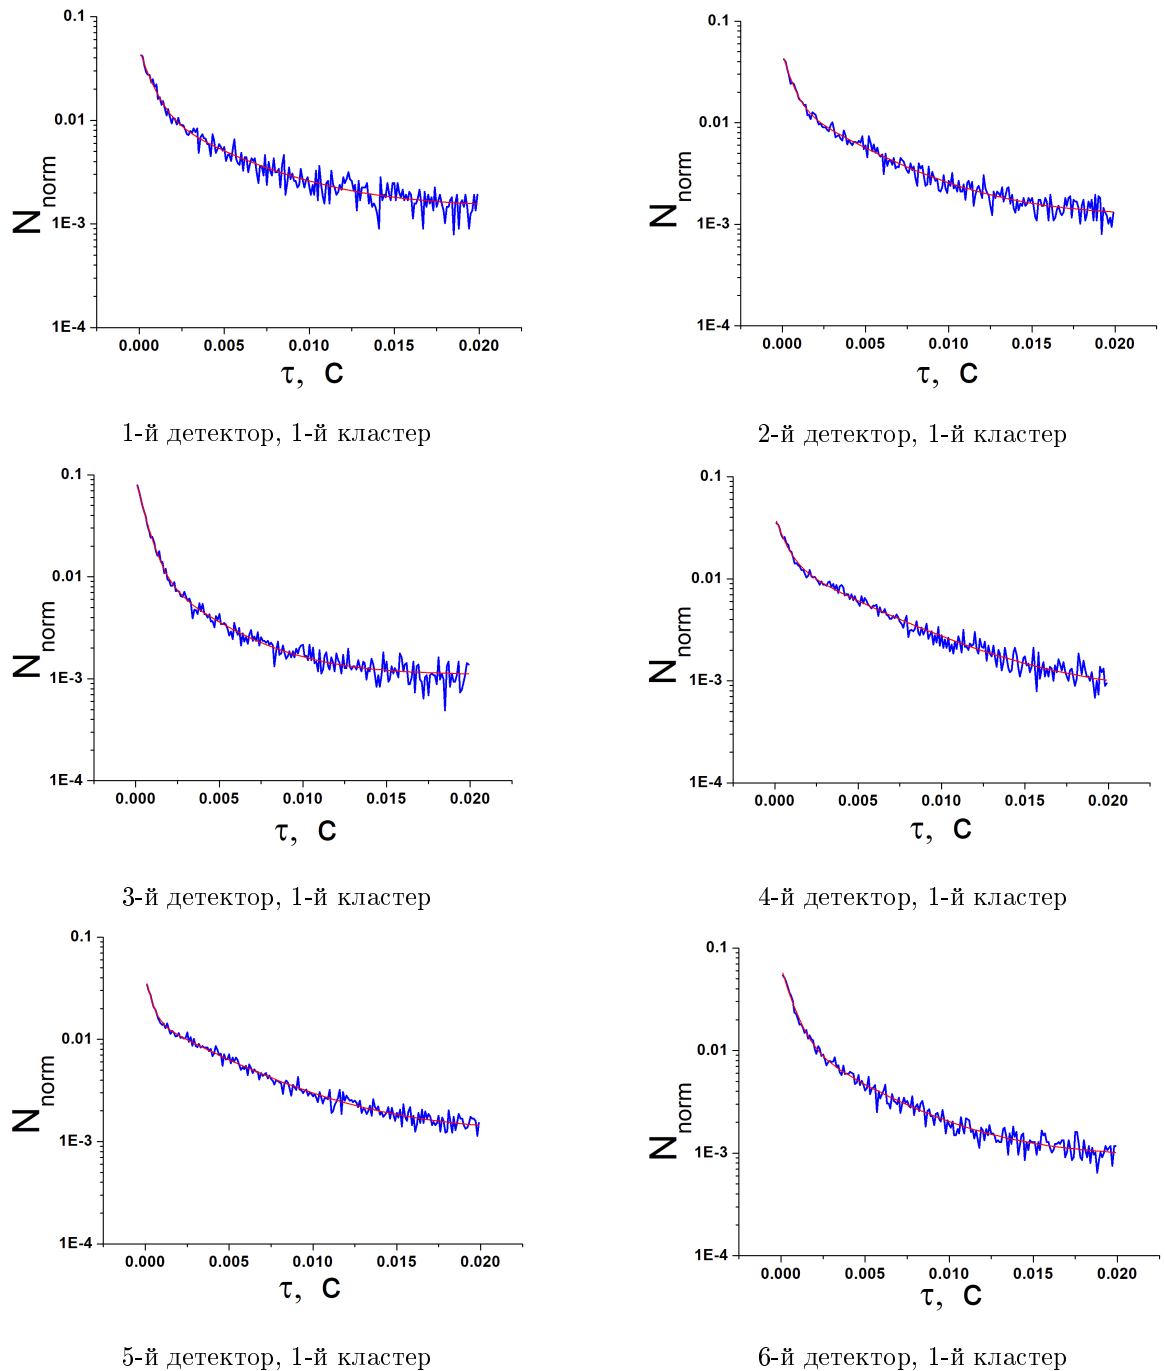 0.1
0.01
1E-3
1E-4
N norm
0.000 0.005 0.010 0.015 0.020
τ, с
1-й детектор, 1-й кластер
0.1
0.01
1E-3
1E-4
N norm
0.000 0.005 0.010 0.015 0.020
τ, с
2-й детектор, 1-й кластер
0.1
0.01
1E-3
1E-4
N norm
0.000 0.005 0.010 0.015 0.020
τ, с
3-й детектор, 1-й кластер
0.1
0.01
1E-3
1E-4
N norm
0.000 0.005 0.010 0.015 0.020
τ, с
4-й детектор, 1-й кластер
0.1
0.01
1E-3
1E-4
N norm
0.000 0.005 0.010 0.015 0.020
τ, с
5-й детектор, 1-й кластер
0.1
0.01
1E-3
1E-4
N norm
0.000 0.005 0.010 0.015 0.020
τ, с
6-й детектор, 1-й кластер